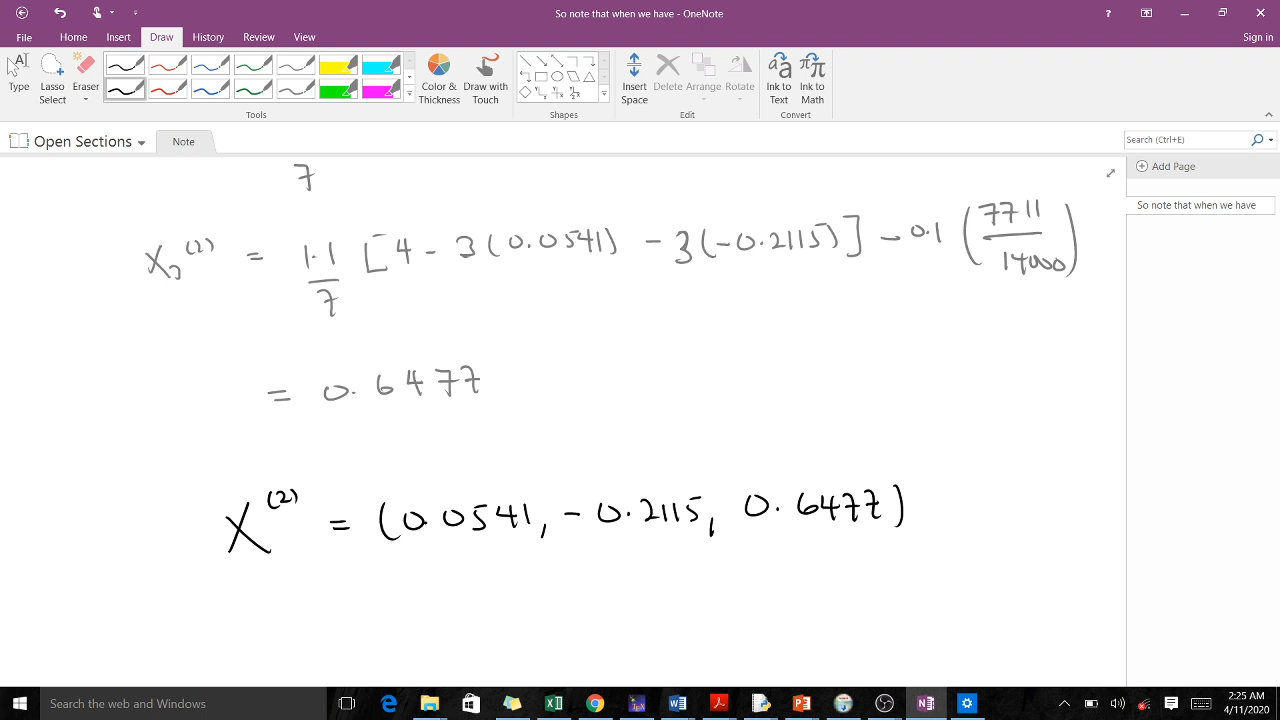 So note that when we have - OneNote
File Home Insert Draw History Review View Sign in
Type Lasso Select Eraser Color & Thickness Draw with Touch Insert Space Delete Arrange Rotate Ink to Text Ink to Math
Tools Shapes Edit Convert
Open Sections Note Search (Ctrl+E)
Add Page
So note that when we have
7
X₃⁽²⁾ = 1.1/7 [4 - 3(0.0541) - 3(-0.2115)] - 0.1 (7711/14000)
= 0.6477
X⁽²⁾ = (0.0541, -0.2115, 0.6477)
Search the web and Windows
2:25 AM
4/11/2020